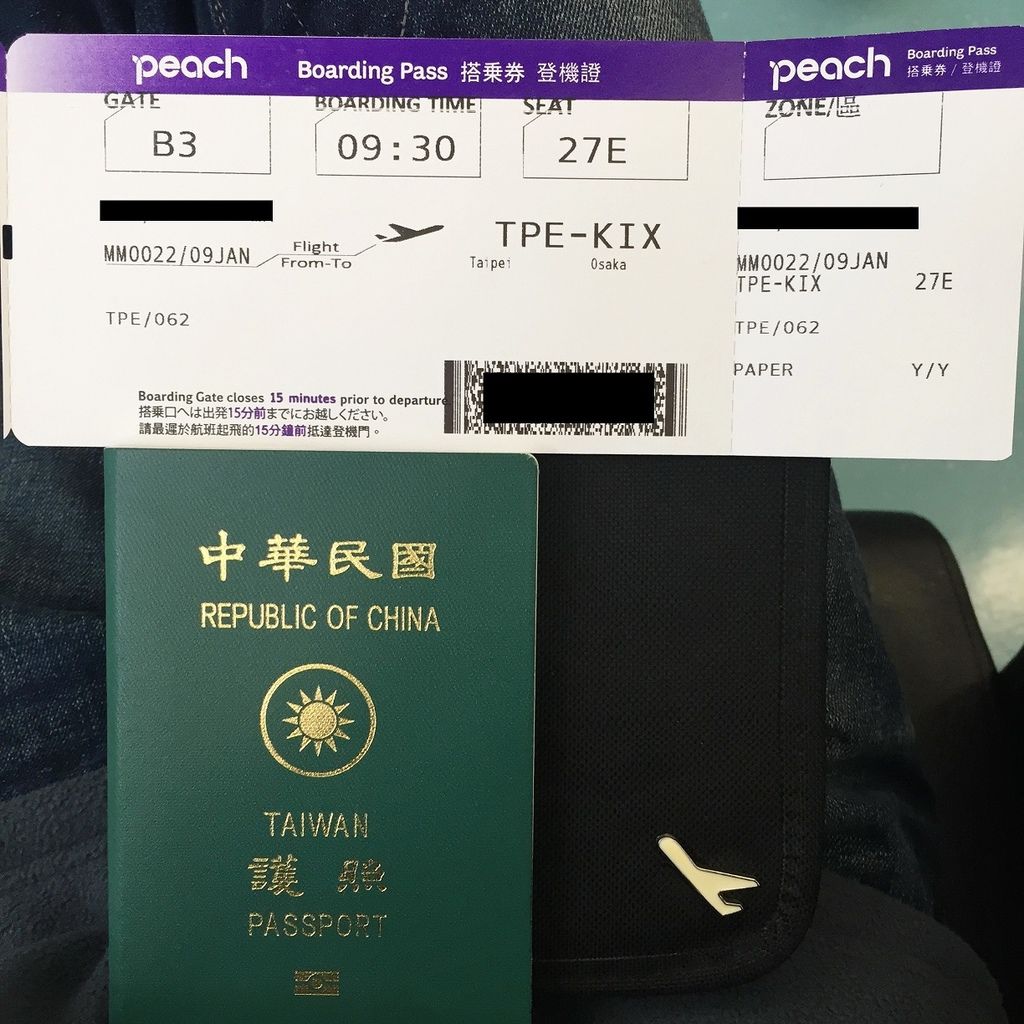 peach Boarding Pass 搭乗券 登機證
GATE BOARDING TIME SEAT
B3 09:30 27E
MM0022/09JAN Flight From-To TPE-KIX
Taipei Osaka
TPE/062
Boarding Gate closes 15 minutes prior to departure
搭乗口へは出発15分前までにお越しください。
請最遲於航班起飛的15分鐘前抵達登機門。
peach Boarding Pass
搭乗券 / 登機證
ZONE/區
MM0022/09JAN
TPE-KIX 27E
TPE/062
PAPER Y/Y
中華民國
REPUBLIC OF CHINA
TAIWAN
護照
PASSPORT